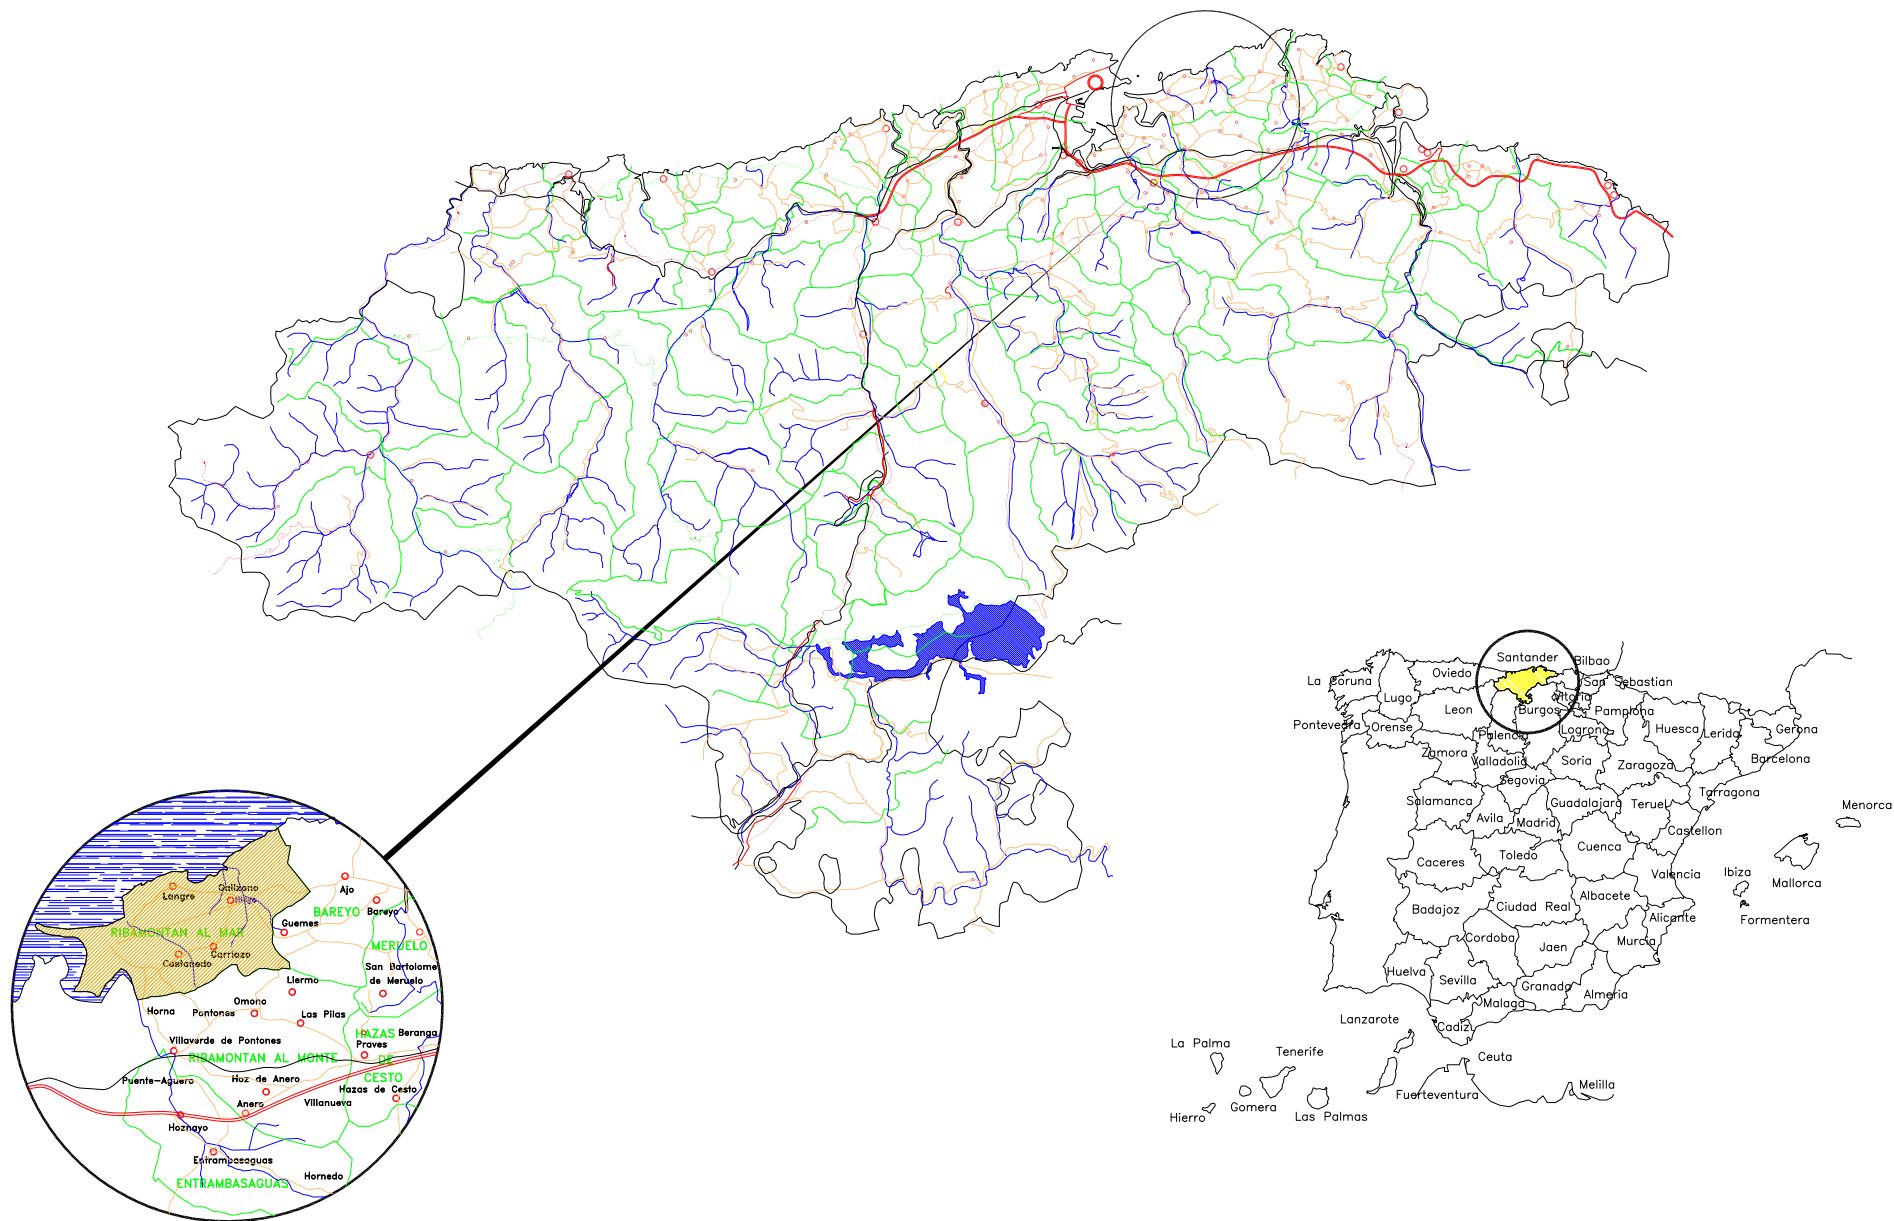 Santander
Bilbao
Oviedo
La Coruna
San Sebastian
Lugo
Vitoria
Leon
Burgos
Pamplona
Pontevedra
Orense
Palencia
Logrono
Huesca
Lerida
Gerona
Zamora
Valladolid
Soria
Zaragoza
Barcelona
Segovia
Tarragona
Salamanca
Guadalajara
Teruel
Menorca
Avila
Madrid
Castellon
Toledo
Cuenca
Caceres
Valencia
Ibiza
Mallorca
Albacete
Badajoz
Ciudad Real
Alicante
Formentera
Cordoba
Jaen
Murcia
Huelva
Sevilla
Granada
Almeria
Malaga
Cadiz
Lanzarote
La Palma
Tenerife
Ceuta
Melilla
Fuerteventura
Hierro
Gomera
Las Palmas
Galizano
Langre
Ajo
BAREYO
Bareyo
Guemes
RIBAMONTAN AL MAR
MERUELO
Carriazo
Castanedo
San Bartolome
de Meruelo
Llermo
Omono
Horna
Pontones
Las Pilas
HAZAS
Beranga
Villaverde de Pontones
Praves
RIBAMONTAN AL MONTE
DE
CESTO
Puente-Aguero
Hoz de Anero
Hazas de Cesto
Anero
Villanueva
Hoznayo
Entrambasaguas
Hornedo
ENTRAMBASAGUAS